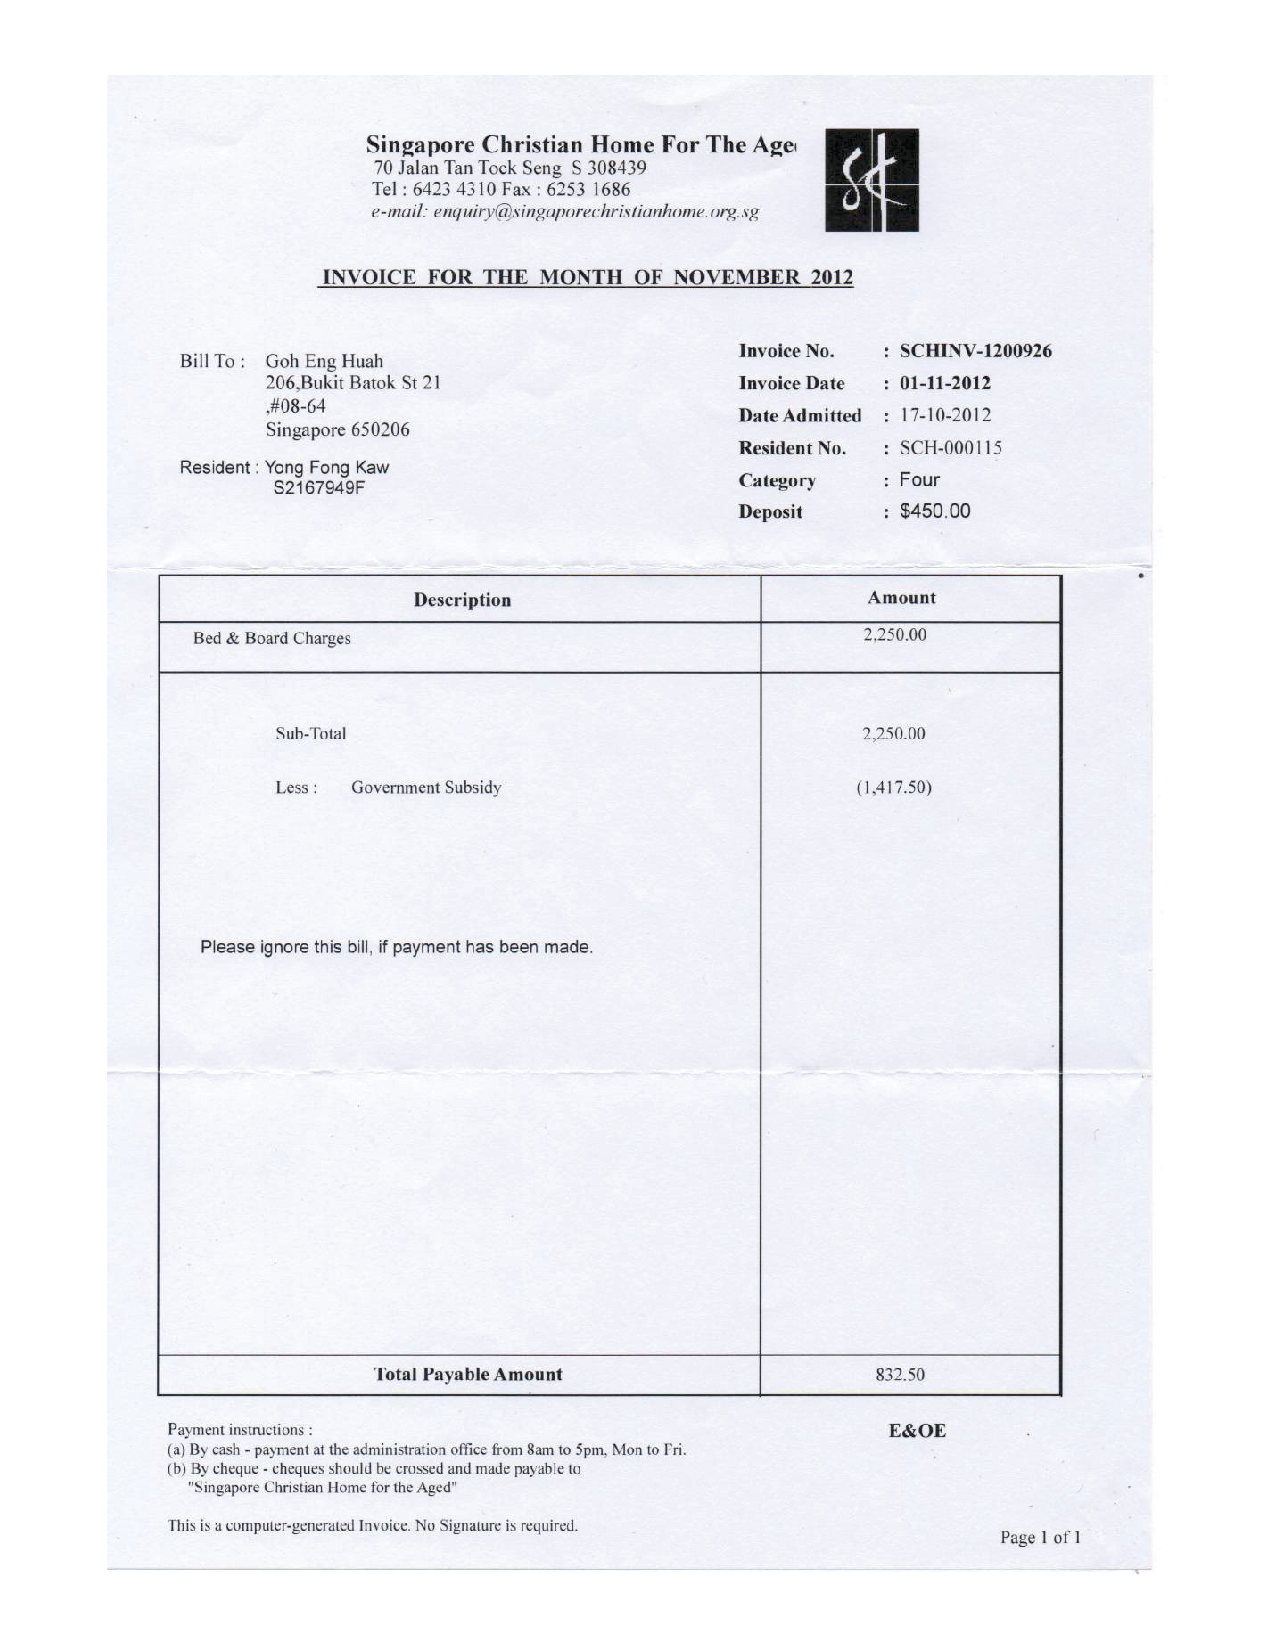 Singapore Christian Home For The Age
70 Jalan Tan Tock Seng S 308439
Tel : 6423 4310 Fax : 6253 1686
e-mail: enquiry@singaporechristianhome.org.sg
INVOICE FOR THE MONTH OF NOVEMBER 2012
Bill To : Goh Eng Huah
206,Bukit Batok St 21
,#08-64
Singapore 650206
Resident : Yong Fong Kaw
S2167949F
Invoice No. : SCHINV-1200926
Invoice Date : 01-11-2012
Date Admitted : 17-10-2012
Resident No. : SCH-000115
Category : Four
Deposit : $450.00
Description Amount
Bed & Board Charges 2,250.00
Sub-Total 2,250.00
Less : Government Subsidy (1,417.50)
Please ignore this bill, if payment has been made.
Total Payable Amount 832.50
Payment instructions : E&OE
(a) By cash - payment at the administration office from 8am to 5pm, Mon to Fri.
(b) By cheque - cheques should be crossed and made payable to
"Singapore Christian Home for the Aged"
This is a computer-generated Invoice. No Signature is required.
Page 1 of 1